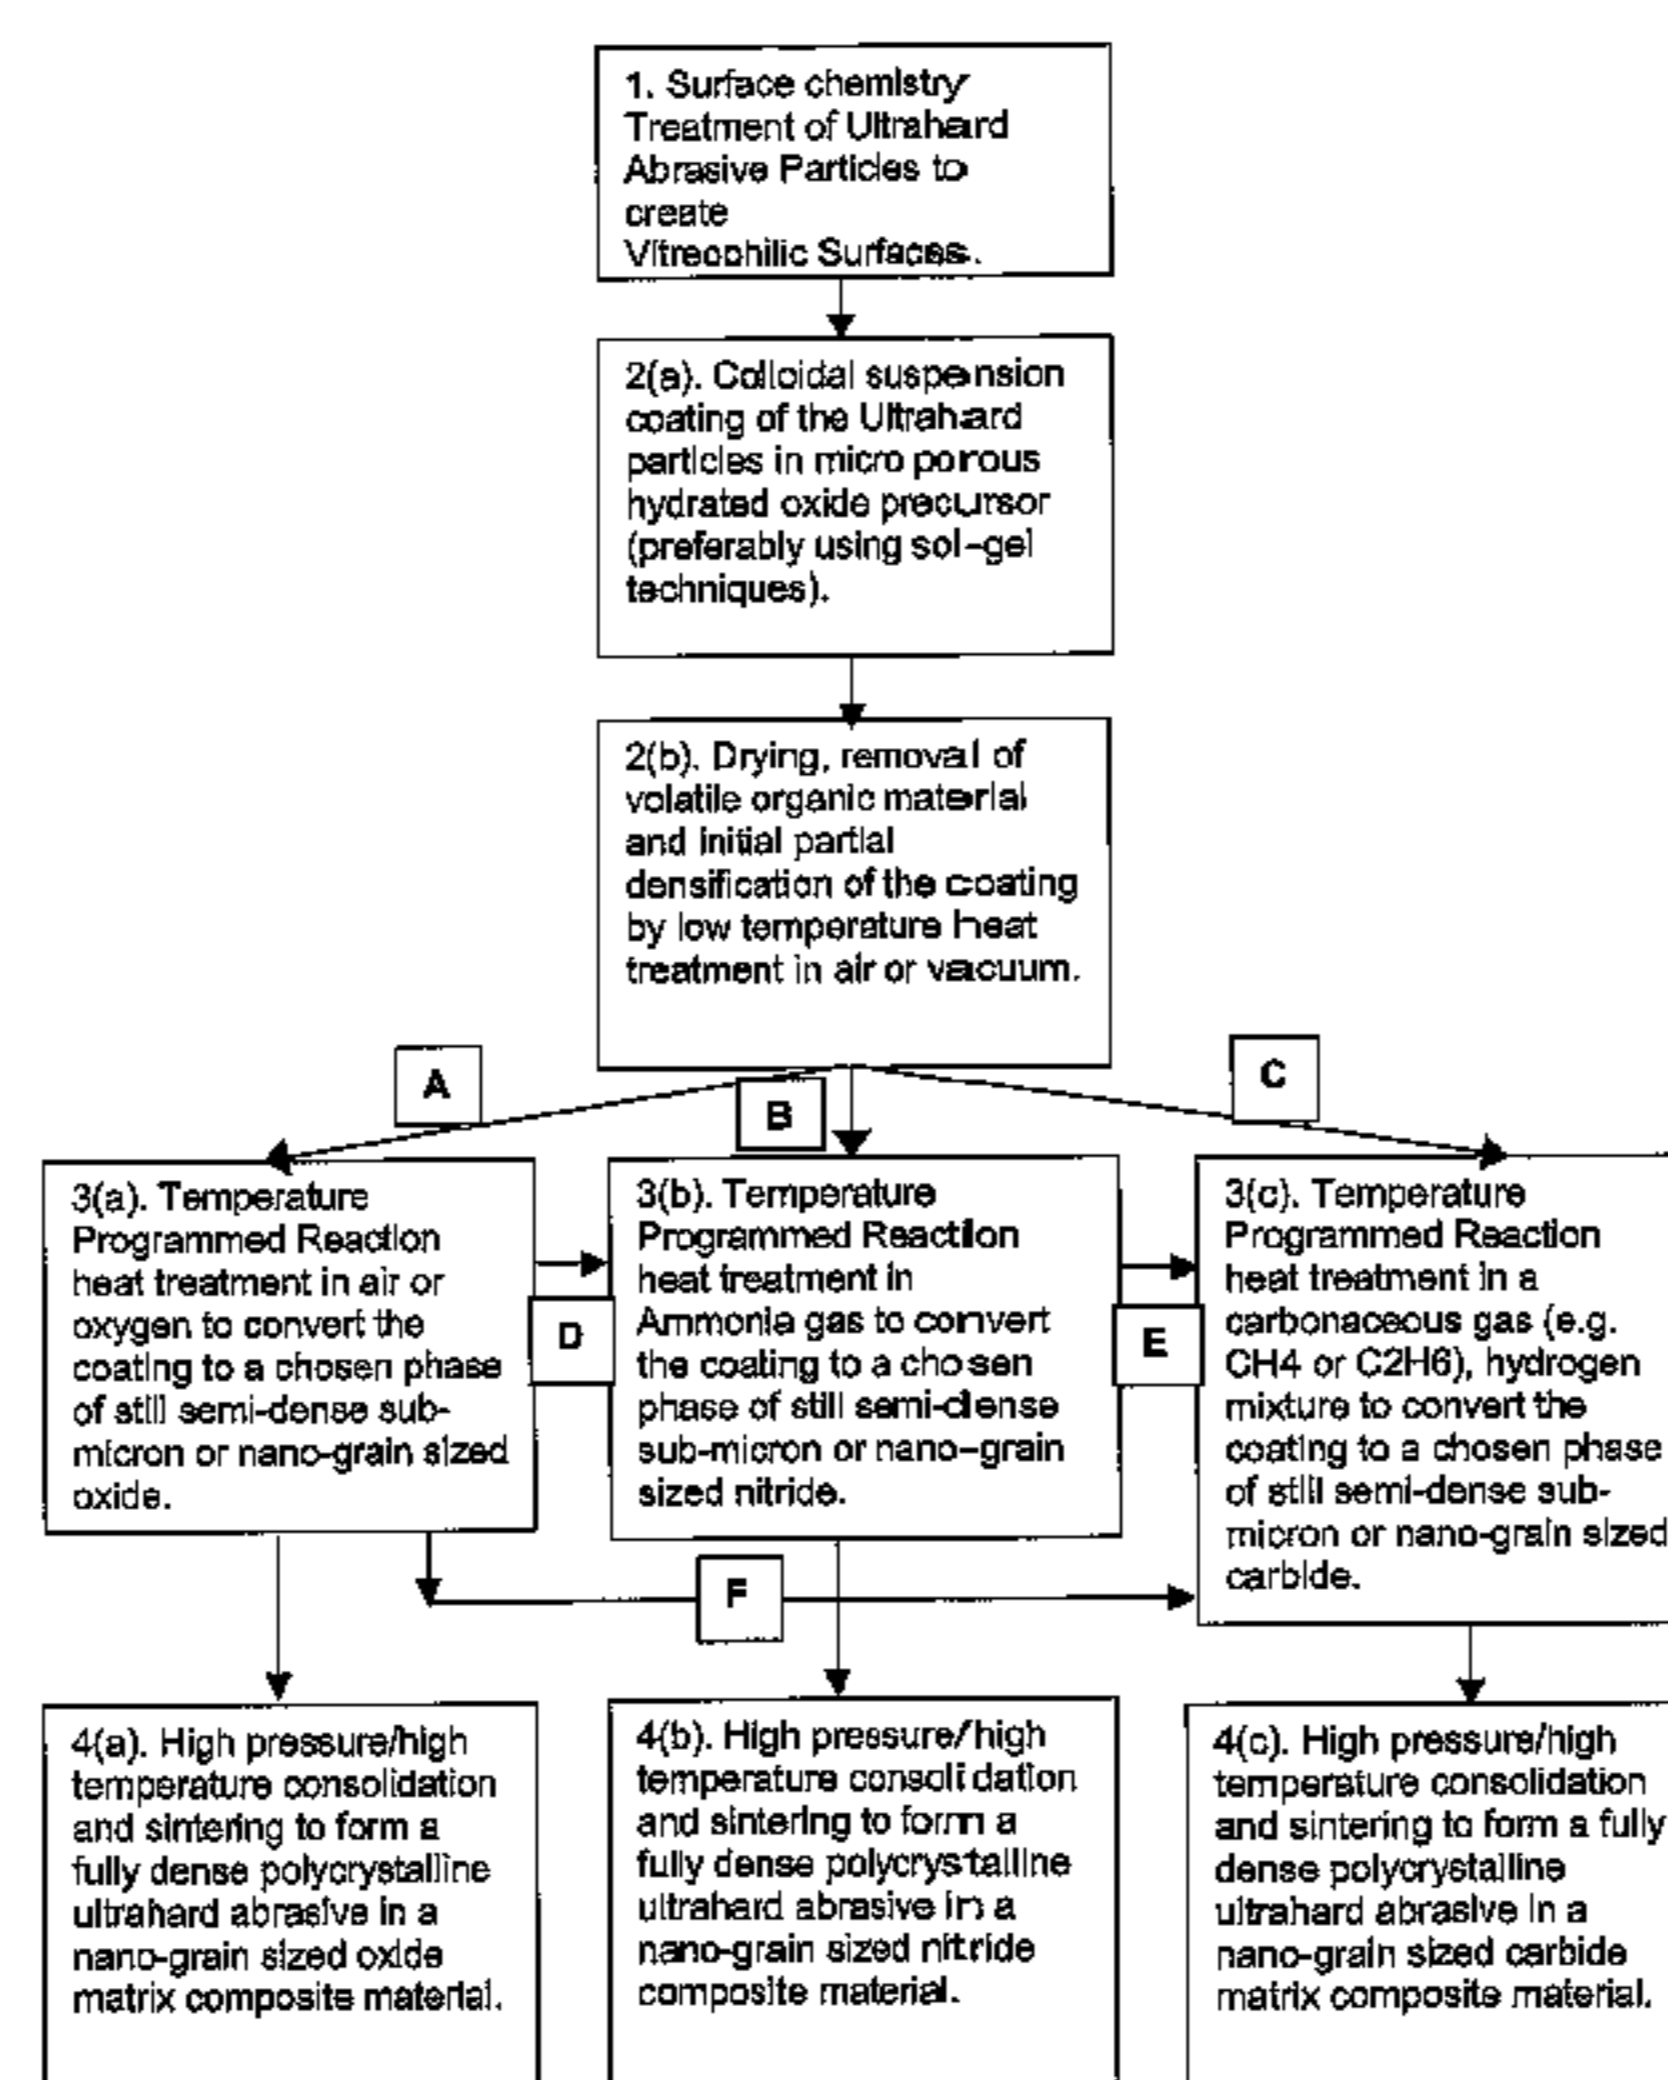 1. Surface chemistry
Treatment of Ultrahard
Abrasive Particles to
create
Vitreophilic Surfaces.
2(a). Colloidal suspension
coating of the Ultrahard
particles in micro porous
hydrated oxide precursor
(preferably using sol-gel
techniques).
2(b). Drying, removal of
volatile organic material
and initial partial
densification of the coating
by low temperature heat
treatment in air or vacuum.
A
B
C
3(a). Temperature
Programmed Reaction
heat treatment in air or
oxygen to convert the
coating to a chosen phase
of still semi-dense sub-
micron or nano-grain sized
oxide.
D
3(b). Temperature
Programmed Reaction
heat treatment in
Ammonia gas to convert
the coating to a chosen
phase of still semi-dense
sub-micron or nano-grain
sized nitride.
E
3(c). Temperature
Programmed Reaction
heat treatment in a
carbonaceous gas (e.g.
CH4 or C2H6), hydrogen
mixture to convert the
coating to a chosen phase
of still semi-dense sub-
micron or nano-grain sized
carbide.
F
4(a). High pressure/high
temperature consolidation
and sintering to form a
fully dense polycrystalline
ultrahard abrasive in a
nano-grain sized oxide
matrix composite material.
4(b). High pressure/high
temperature consolidation
and sintering to form a
fully dense polycrystalline
ultrahard abrasive in a
nano-grain sized nitride
composite material.
4(c). High pressure/high
temperature consolidation
and sintering to form a fully
dense polycrystalline
ultrahard abrasive in a
nano-grain sized carbide
matrix composite material.